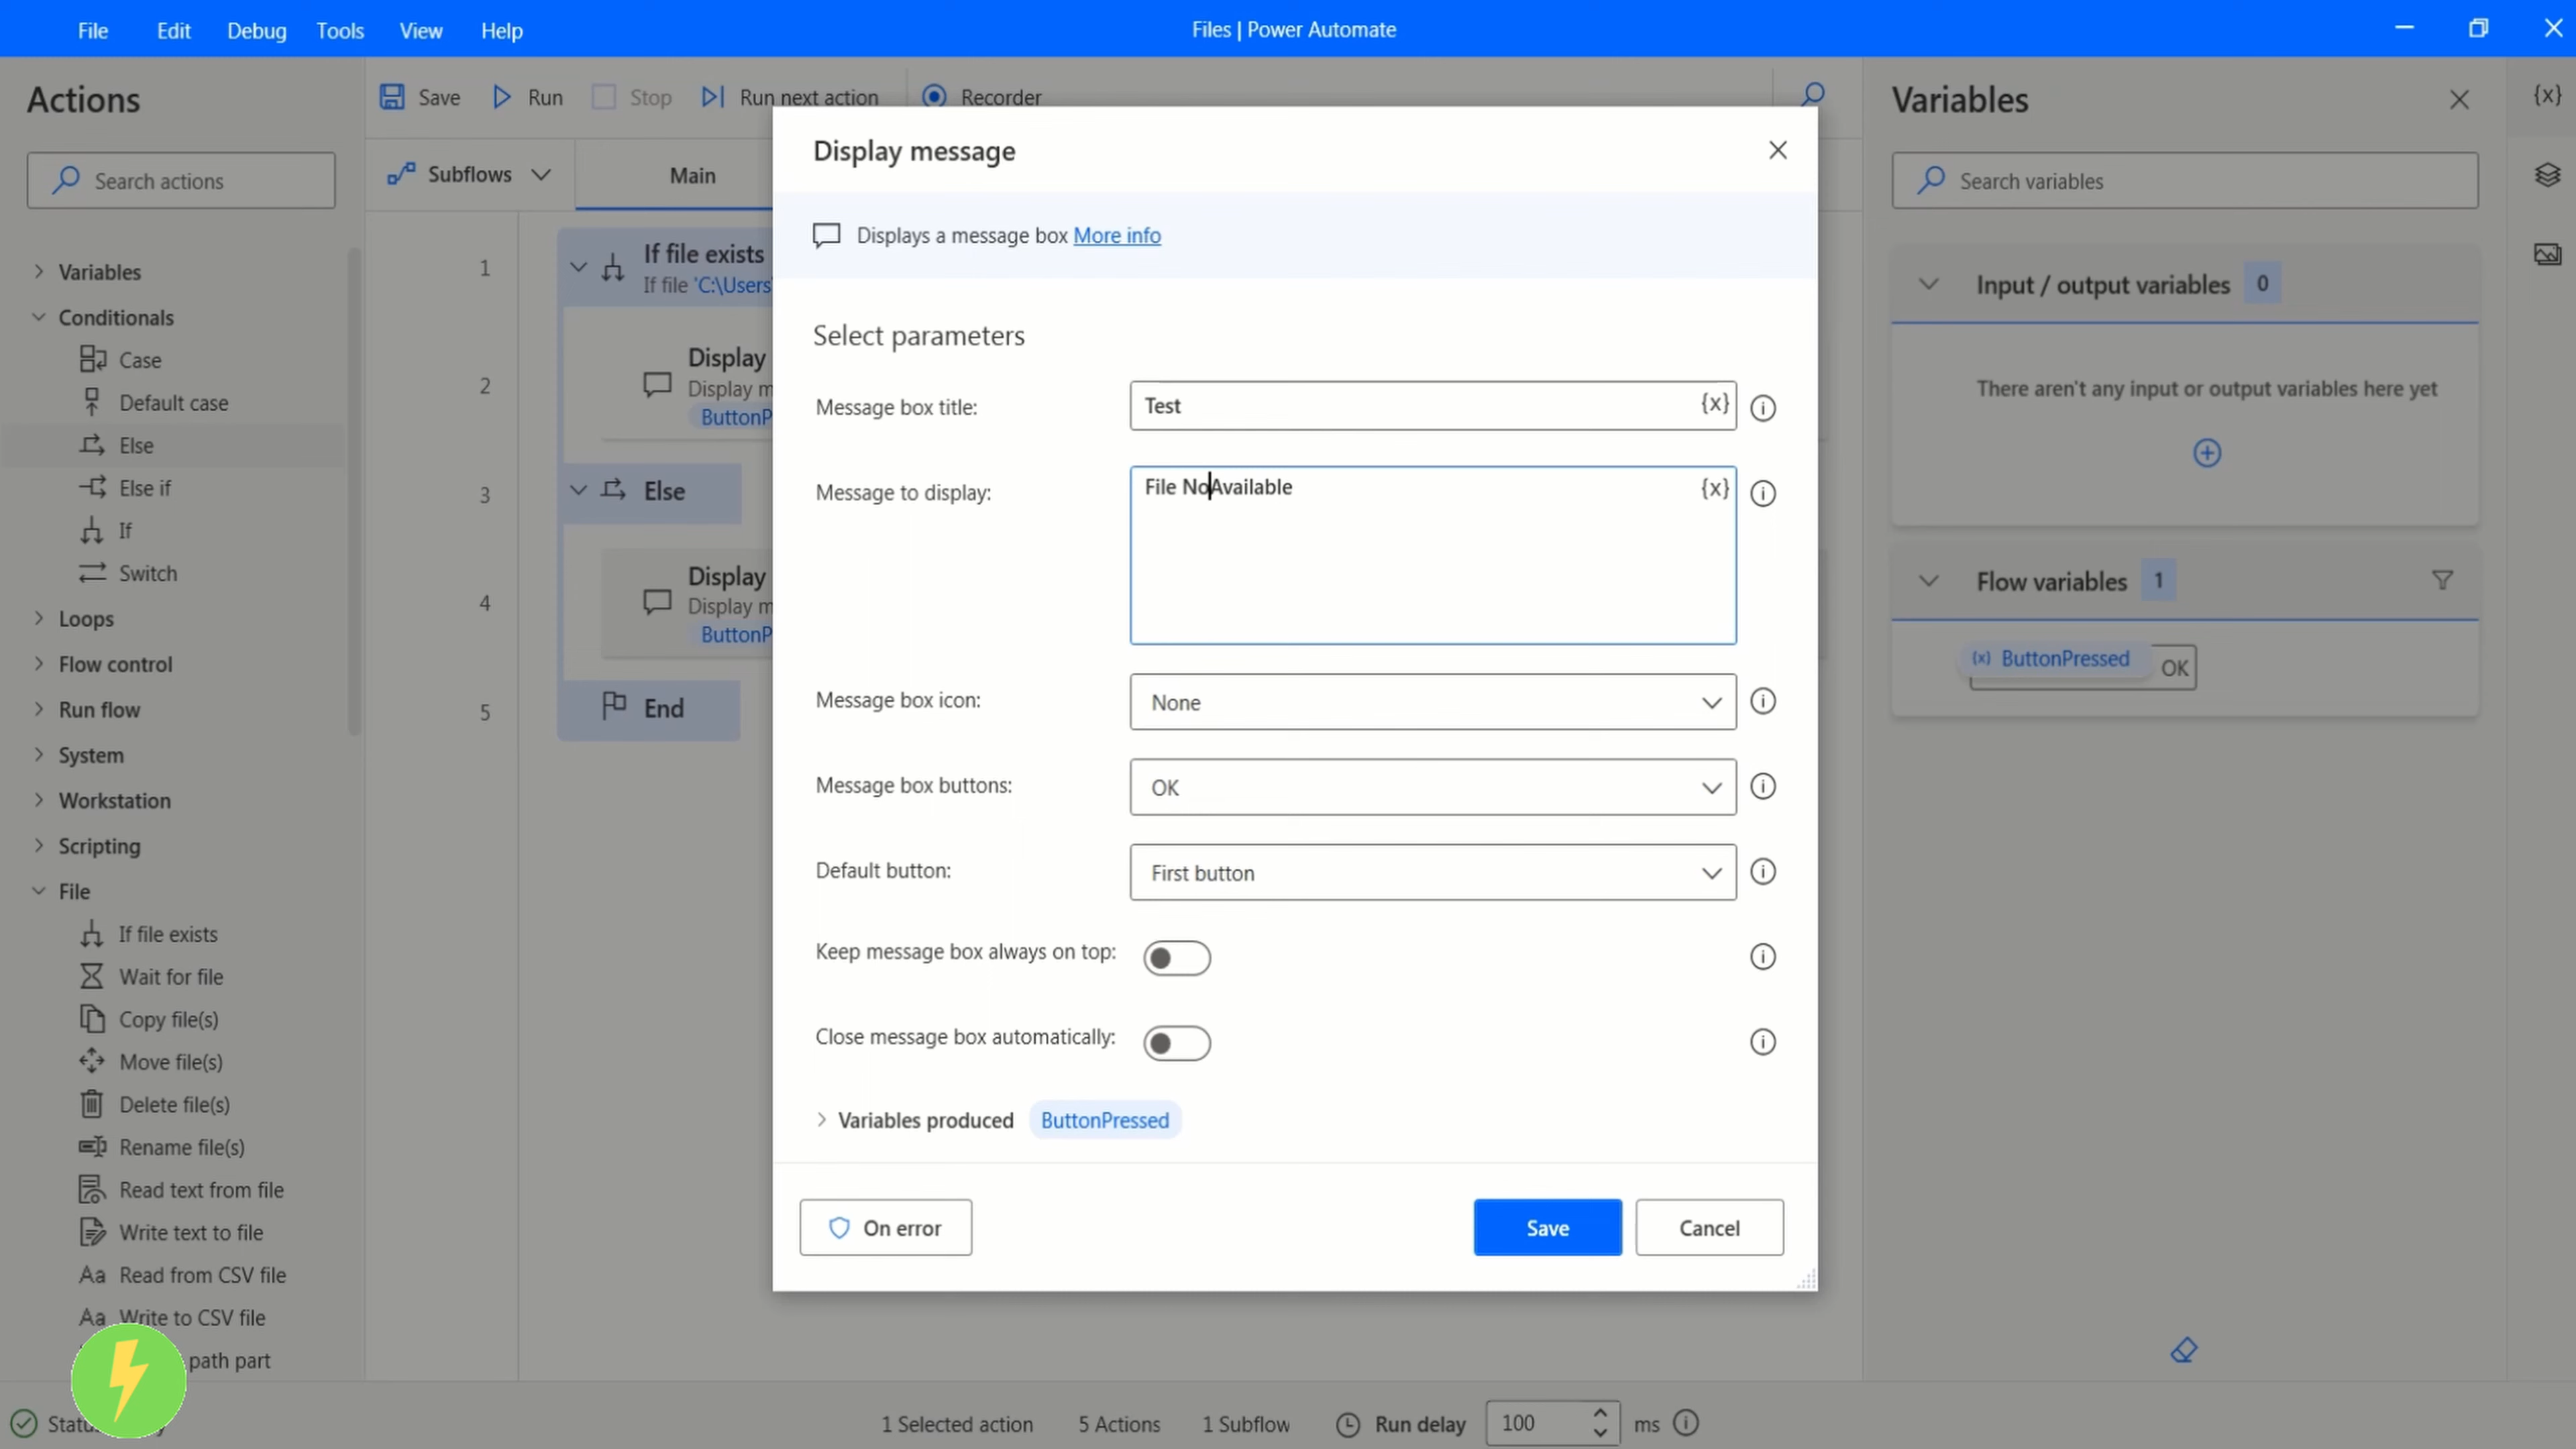 File Edit Debug Tools View Help
Files | Power Automate
Actions
Search actions
Variables
Conditionals
Case
Default case
Else
Else if
If
Switch
Loops
Flow control
Run flow
System
Workstation
Scripting
File
If file exists
Wait for file
Copy file(s)
Move file(s)
Delete file(s)
Rename file(s)
Read text from file
Write text to file
Aa Read from CSV file
Aa Write to CSV file
path part
Save Run Stop Run next action Recorder
Subflows Main
1 If file exists
If file 'C:\Users
2 Display
Display m
ButtonP
3 Else
4 Display
Display m
ButtonP
5 End
Display message
Displays a message box More info
Select parameters
Message box title: Test {x}
Message to display: File NoAvailable {x}
Message box icon: None
Message box buttons: OK
Default button: First button
Keep message box always on top:
Close message box automatically:
Variables produced ButtonPressed
On error Save Cancel
Variables
{x}
Search variables
Input / output variables 0
There aren't any input or output variables here yet
Flow variables 1
{x} ButtonPressed OK
1 Selected action 5 Actions 1 Subflow Run delay 100 ms